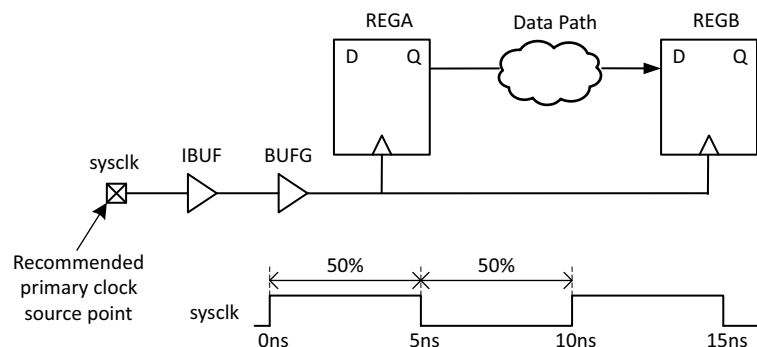 REGA
Data Path
REGB
D
Q
D
Q
sysclk
IBUF
BUFG
Recommended
primary clock
source point
50%
50%
sysclk
0ns
5ns
10ns
15ns